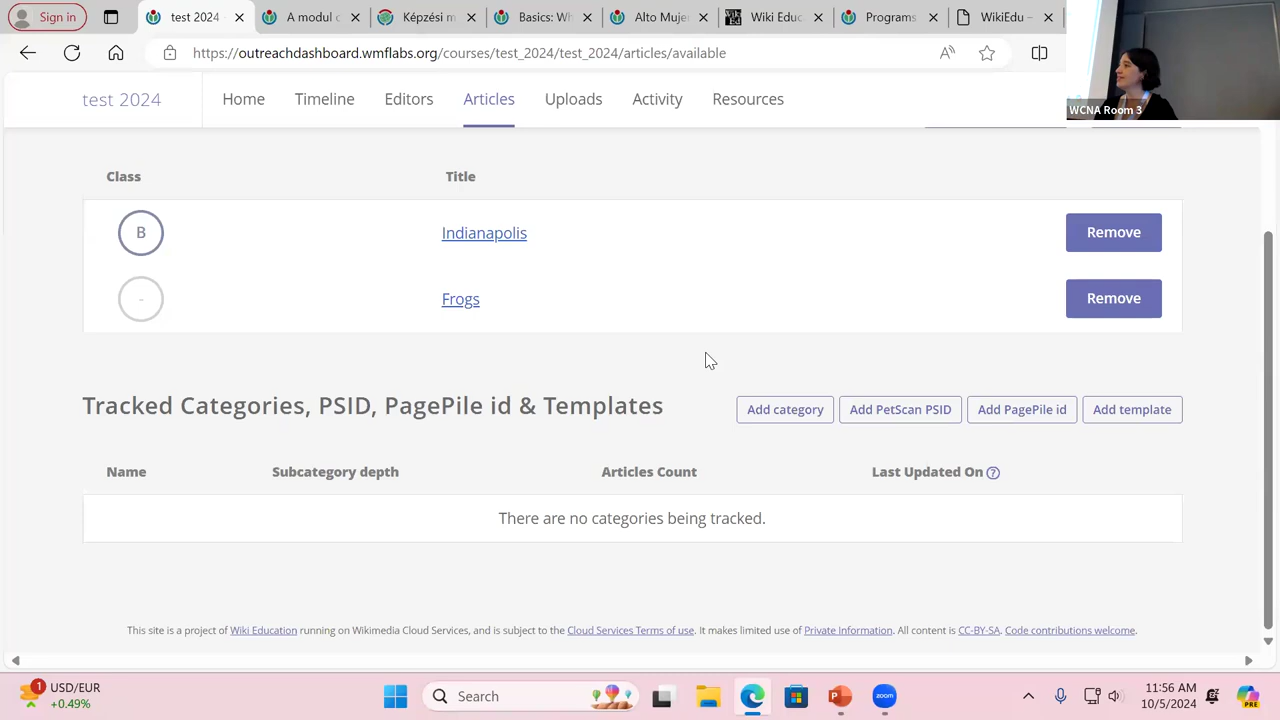 Sign in
test 2024
A modul c
Képzési m
Basics: Wh
Alto Muje
Wiki Educ
Programs
WikiEdu –
https://outreachdashboard.wmflabs.org/courses/test_2024/test_2024/articles/available
WCNA Room 3
test 2024 Home Timeline Editors Articles Uploads Activity Resources
Class Title
B Indianapolis Remove
- Frogs Remove
Tracked Categories, PSID, PagePile id & Templates Add category Add PetScan PSID Add PagePile id Add template
Name Subcategory depth Articles Count Last Updated On ?
There are no categories being tracked.
This site is a project of Wiki Education running on Wikimedia Cloud Services, and is subject to the Cloud Services Terms of use. It makes limited use of Private Information. All content is CC-BY-SA. Code contributions welcome.
1 USD/EUR
+0.49%
Search
zoom
PRE
11:56 AM
10/5/2024